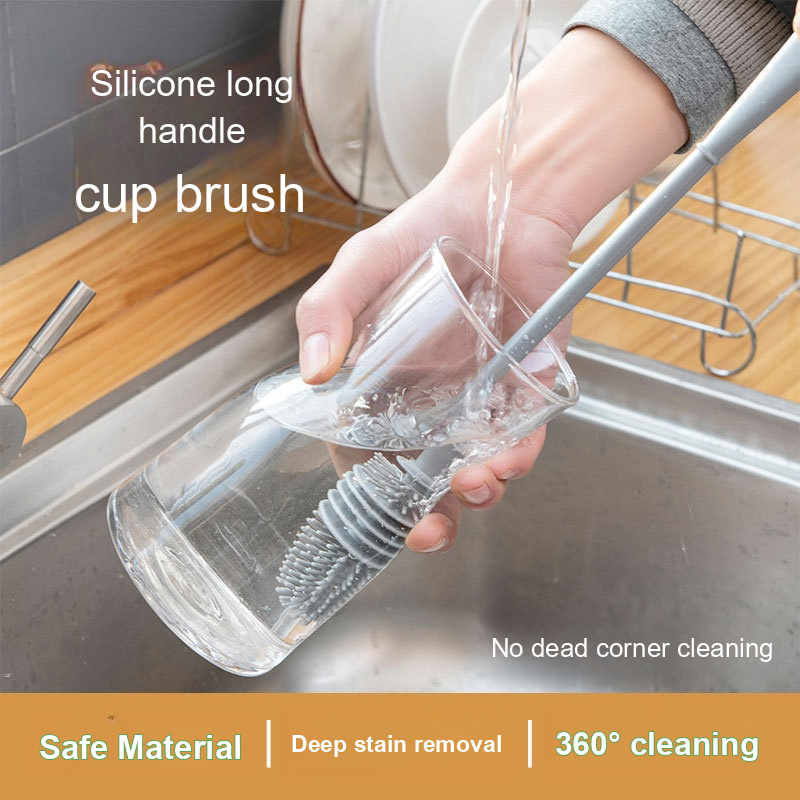 Silicone long
handle
cup brush
No dead corner cleaning
Safe Material
Deep stain removal
360° cleaning